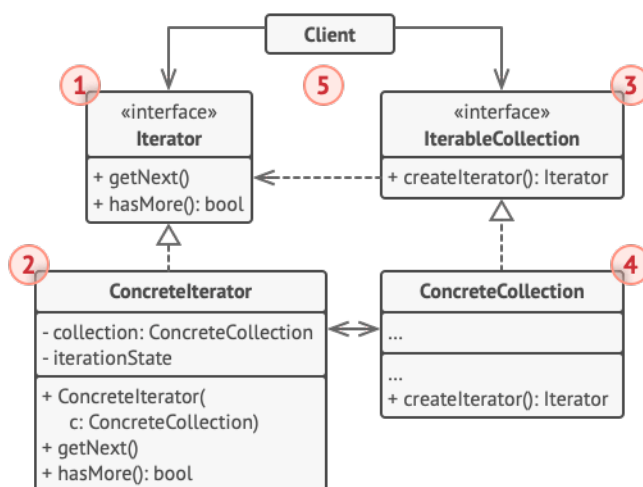 Client
1
5
3
«interface»
Iterator
+ getNext()
+ hasMore(): bool
«interface»
IterableCollection
+ createIterator(): Iterator
2
ConcreteIterator
- collection: ConcreteCollection
- iterationState
+ ConcreteIterator(
c: ConcreteCollection)
+ getNext()
+ hasMore(): bool
4
ConcreteCollection
...
...
+ createIterator(): Iterator